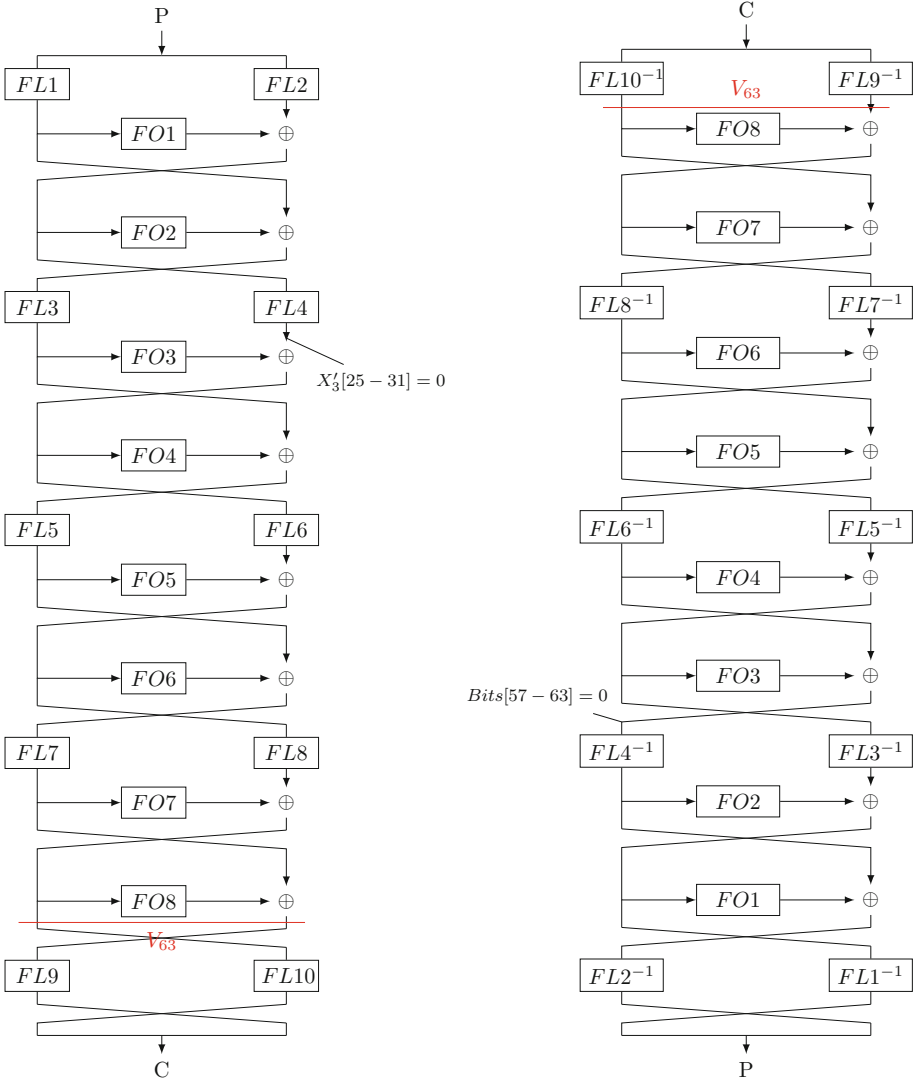 P
FL1 FL2
FO1 ⊕
FO2 ⊕
FL3 FL4
FO3 ⊕
X′₃[25 − 31] = 0
FO4 ⊕
FL5 FL6
FO5 ⊕
FO6 ⊕
FL7 FL8
FO7 ⊕
FO8 ⊕
V₆₃
FL9 FL10
C
C
FL10⁻¹ FL9⁻¹
V₆₃
FO8 ⊕
FO7 ⊕
FL8⁻¹ FL7⁻¹
FO6 ⊕
FO5 ⊕
FL6⁻¹ FL5⁻¹
FO4 ⊕
FO3 ⊕
Bits[57 − 63] = 0
FL4⁻¹ FL3⁻¹
FO2 ⊕
FO1 ⊕
FL2⁻¹ FL1⁻¹
P